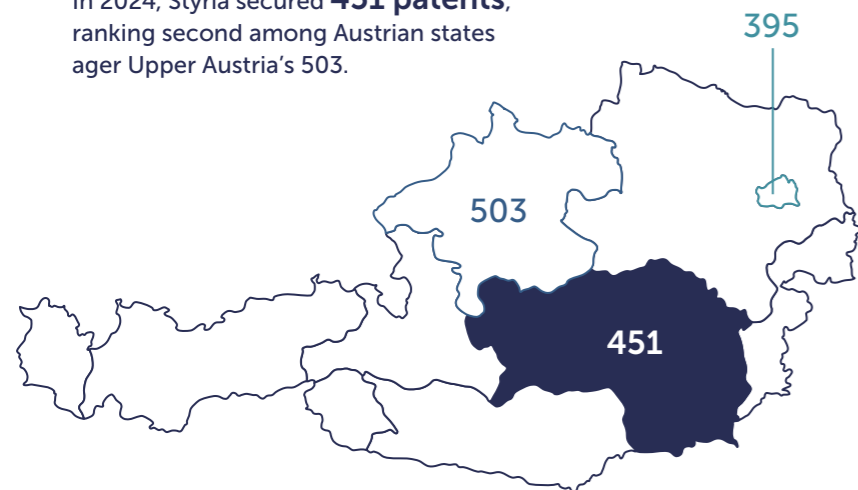 In 2024, Styria secured 451 patents,
ranking second among Austrian states
ager Upper Austria's 503.
395
503
451